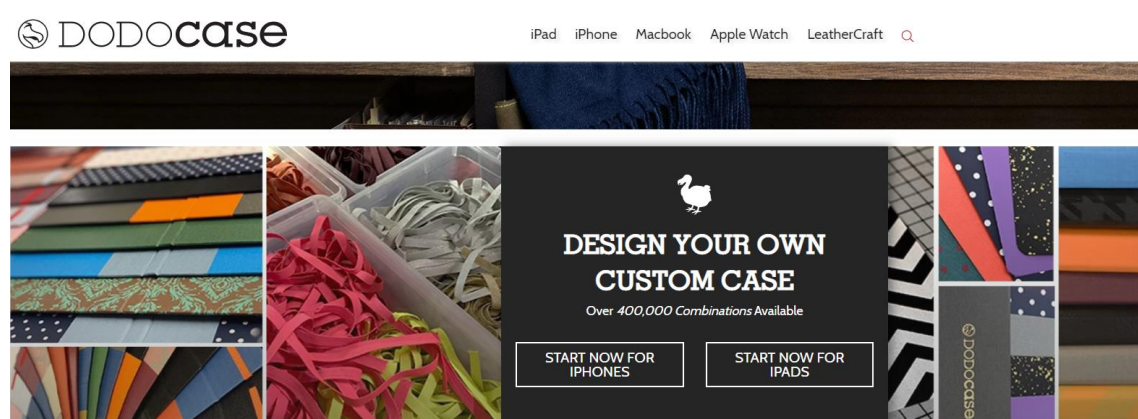 DODOcase
iPad iPhone Macbook Apple Watch LeatherCraft
DESIGN YOUR OWN
CUSTOM CASE
Over 400,000 Combinations Available
START NOW FOR
IPHONES
START NOW FOR
IPADS
DODOcase